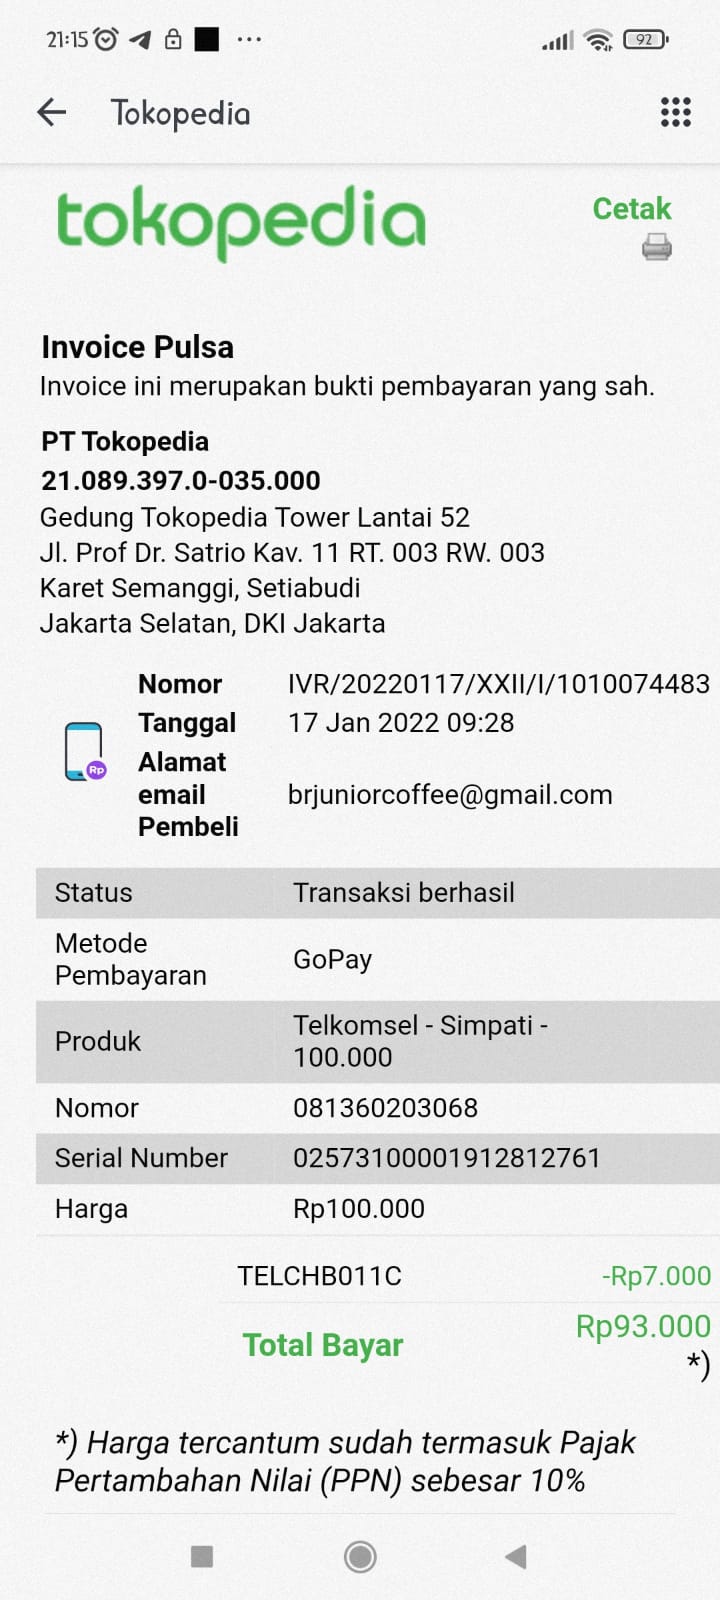 21:15 ... 92
Tokopedia
tokopedia
Cetak
Invoice Pulsa
Invoice ini merupakan bukti pembayaran yang sah.
PT Tokopedia
21.089.397.0-035.000
Gedung Tokopedia Tower Lantai 52
Jl. Prof Dr. Satrio Kav. 11 RT. 003 RW. 003
Karet Semanggi, Setiabudi
Jakarta Selatan, DKI Jakarta
Nomor IVR/20220117/XXII/I/1010074483
Tanggal 17 Jan 2022 09:28
Rp
Alamat
email
Pembeli
brjuniorcoffee@gmail.com
Status Transaksi berhasil
Metode
Pembayaran
GoPay
Produk
Telkomsel - Simpati -
100.000
Nomor 081360203068
Serial Number 02573100001912812761
Harga Rp100.000
TELCHB011C -Rp7.000
Total Bayar Rp93.000
*)
*) Harga tercantum sudah termasuk Pajak
Pertambahan Nilai (PPN) sebesar 10%